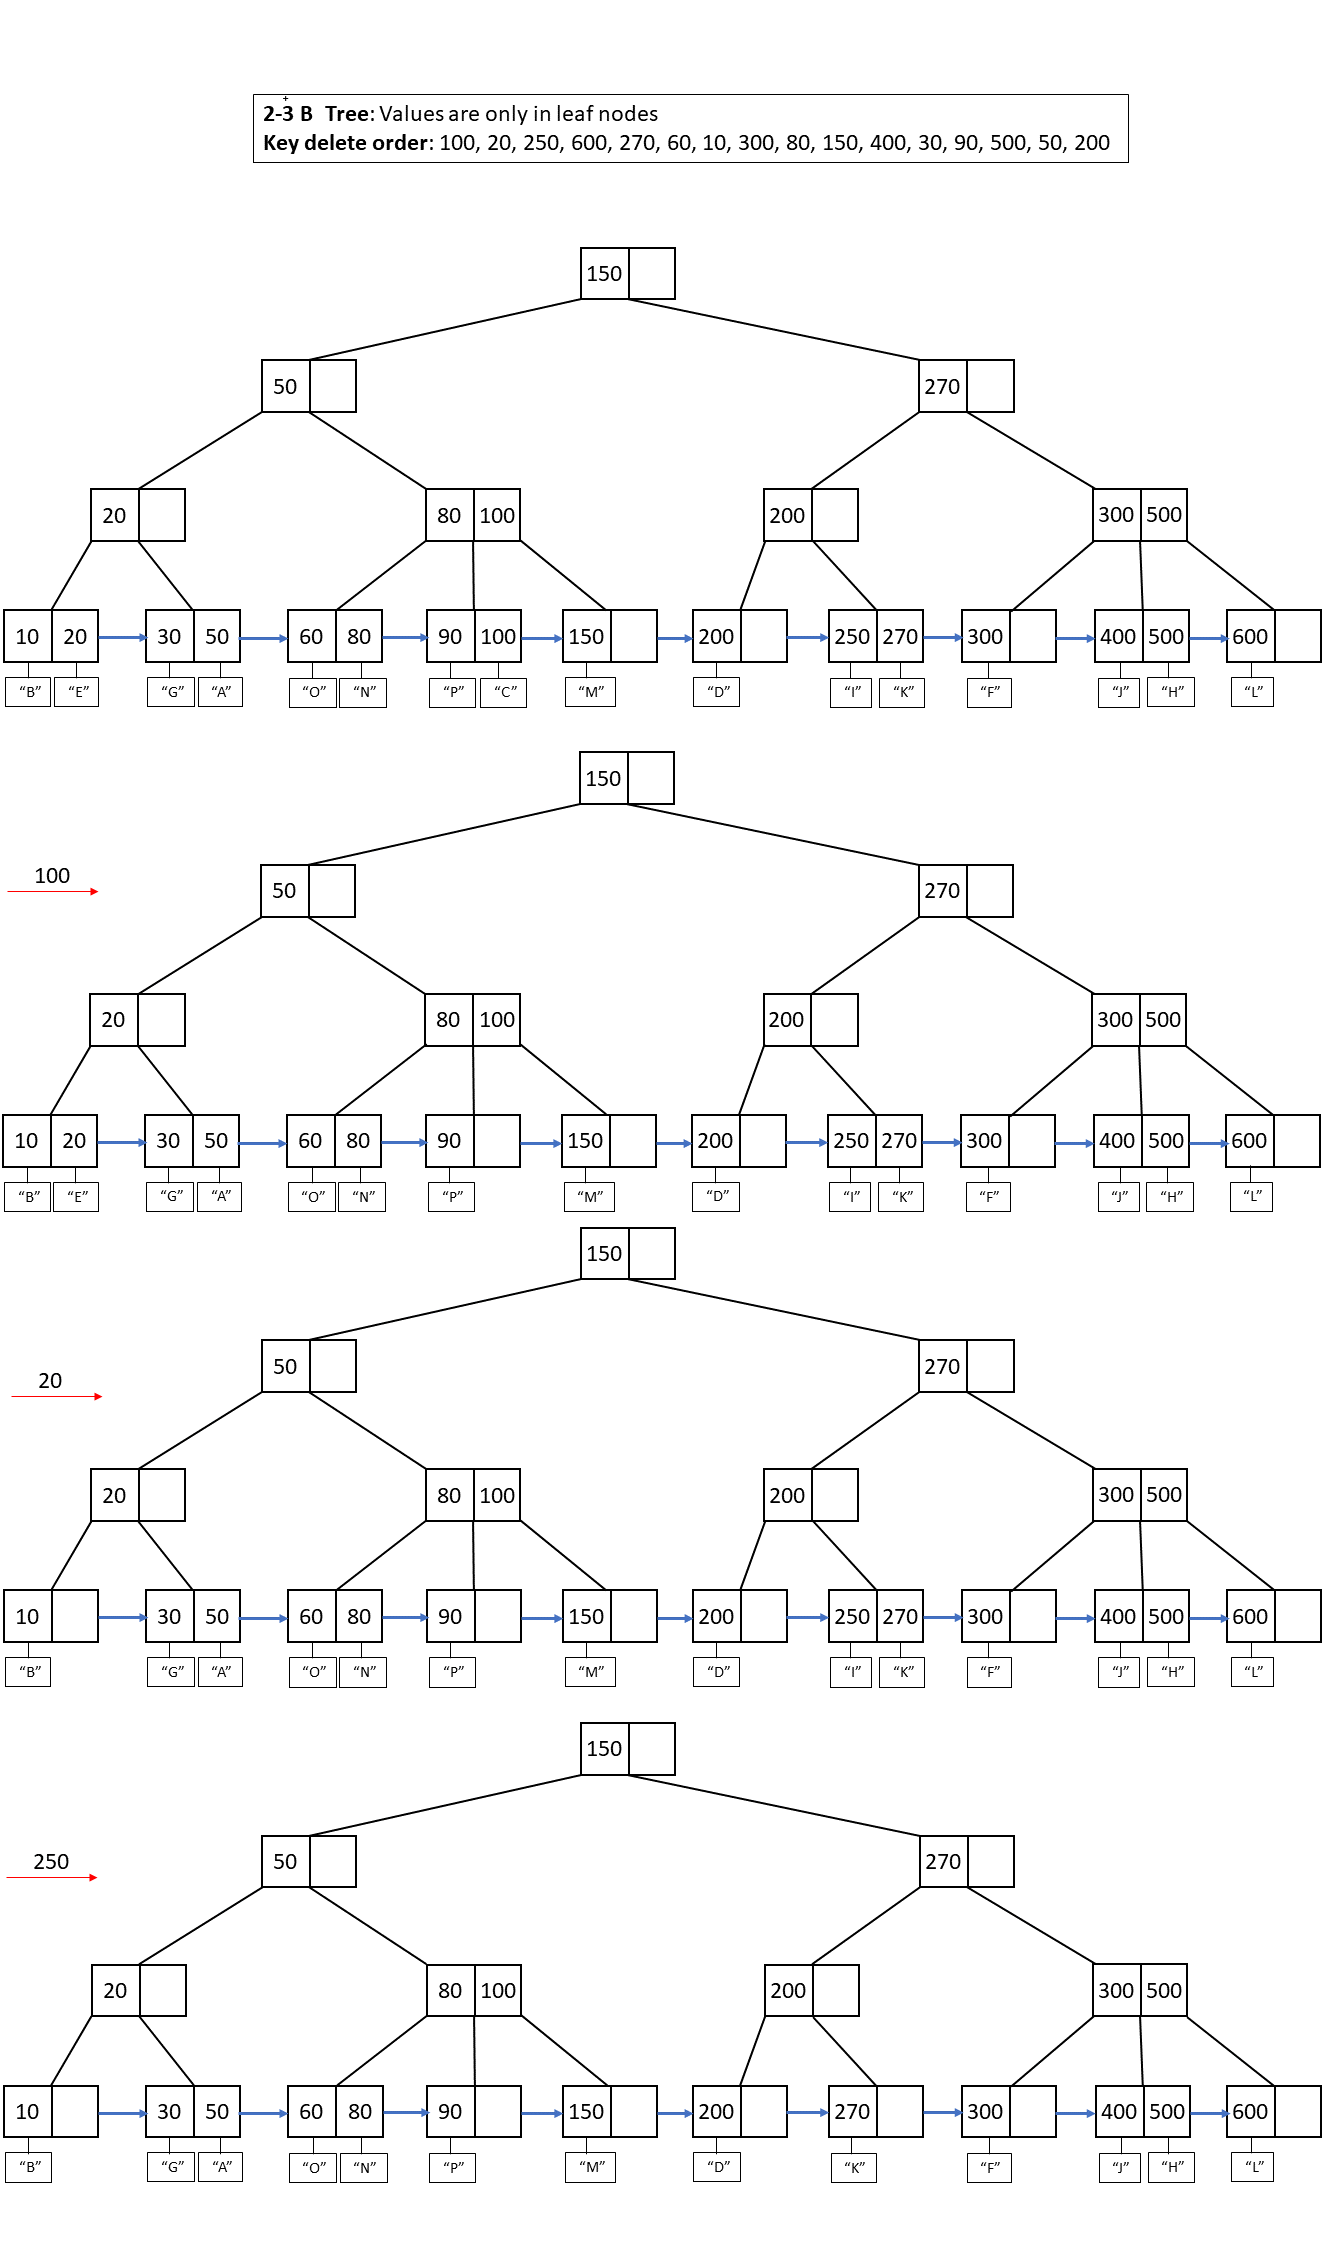 2-3 B+ Tree: Values are only in leaf nodes
Key delete order: 100, 20, 250, 600, 270, 60, 10, 300, 80, 150, 400, 30, 90, 500, 50, 200
150
50 270
20 80 100 200 300 500
10 20 30 50 60 80 90 100 150 200 250 270 300 400 500 600
“B” “E” “G” “A” “O” “N” “P” “C” “M” “D” “I” “K” “F” “J” “H” “L”
150
100
50 270
20 80 100 200 300 500
10 20 30 50 60 80 90 150 200 250 270 300 400 500 600
“B” “E” “G” “A” “O” “N” “P” “M” “D” “I” “K” “F” “J” “H” “L”
150
20
50 270
20 80 100 200 300 500
10 30 50 60 80 90 150 200 250 270 300 400 500 600
“B” “G” “A” “O” “N” “P” “M” “D” “I” “K” “F” “J” “H” “L”
150
250
50 270
20 80 100 200 300 500
10 30 50 60 80 90 150 200 270 300 400 500 600
“B” “G” “A” “O” “N” “P” “M” “D” “K” “F” “J” “H” “L”